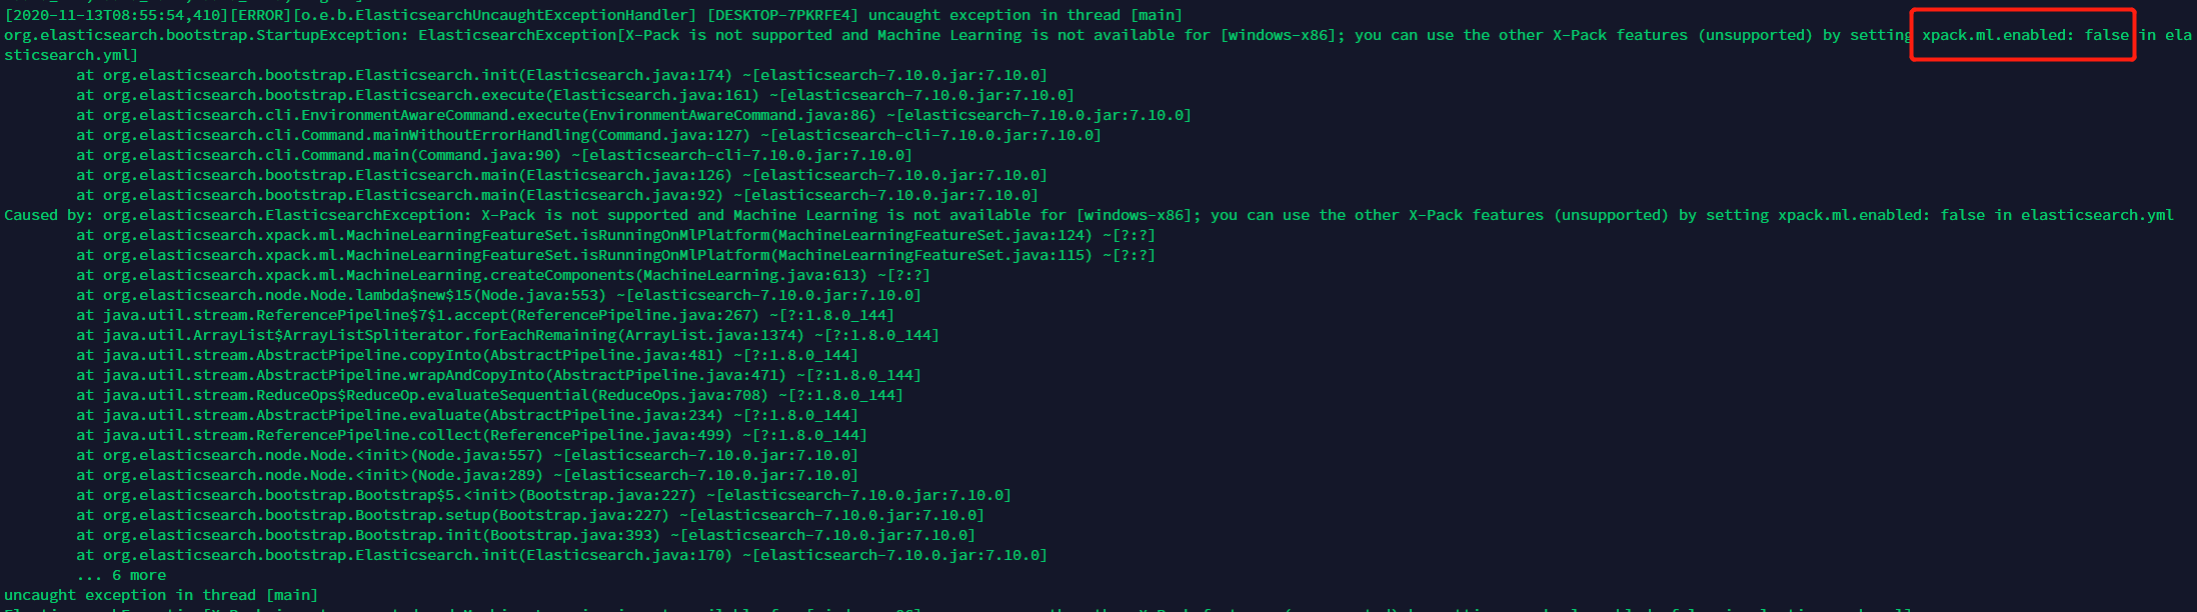 [2020-11-13T08:55:54,410][ERROR][o.e.b.ElasticsearchUncaughtExceptionHandler] [DESKTOP-7PKRFE4] uncaught exception in thread [main]
org.elasticsearch.bootstrap.StartupException: ElasticsearchException[X-Pack is not supported and Machine Learning is not available for [windows-x86]; you can use the other X-Pack features (unsupported) by setting xpack.ml.enabled: false in ela
sticsearch.yml]
at org.elasticsearch.bootstrap.Elasticsearch.init(Elasticsearch.java:174) ~[elasticsearch-7.10.0.jar:7.10.0]
at org.elasticsearch.bootstrap.Elasticsearch.execute(Elasticsearch.java:161) ~[elasticsearch-7.10.0.jar:7.10.0]
at org.elasticsearch.cli.EnvironmentAwareCommand.execute(EnvironmentAwareCommand.java:86) ~[elasticsearch-7.10.0.jar:7.10.0]
at org.elasticsearch.cli.Command.mainWithoutErrorHandling(Command.java:127) ~[elasticsearch-cli-7.10.0.jar:7.10.0]
at org.elasticsearch.cli.Command.main(Command.java:90) ~[elasticsearch-cli-7.10.0.jar:7.10.0]
at org.elasticsearch.bootstrap.Elasticsearch.main(Elasticsearch.java:126) ~[elasticsearch-7.10.0.jar:7.10.0]
at org.elasticsearch.bootstrap.Elasticsearch.main(Elasticsearch.java:92) ~[elasticsearch-7.10.0.jar:7.10.0]
Caused by: org.elasticsearch.ElasticsearchException: X-Pack is not supported and Machine Learning is not available for [windows-x86]; you can use the other X-Pack features (unsupported) by setting xpack.ml.enabled: false in elasticsearch.yml
at org.elasticsearch.xpack.ml.MachineLearningFeatureSet.isRunningOnMlPlatform(MachineLearningFeatureSet.java:124) ~[?:?]
at org.elasticsearch.xpack.ml.MachineLearningFeatureSet.isRunningOnMlPlatform(MachineLearningFeatureSet.java:115) ~[?:?]
at org.elasticsearch.xpack.ml.MachineLearning.createComponents(MachineLearning.java:613) ~[?:?]
at org.elasticsearch.node.Node.lambda$new$15(Node.java:553) ~[elasticsearch-7.10.0.jar:7.10.0]
at java.util.stream.ReferencePipeline$7$1.accept(ReferencePipeline.java:267) ~[?:1.8.0_144]
at java.util.ArrayList$ArrayListSpliterator.forEachRemaining(ArrayList.java:1374) ~[?:1.8.0_144]
at java.util.stream.AbstractPipeline.copyInto(AbstractPipeline.java:481) ~[?:1.8.0_144]
at java.util.stream.AbstractPipeline.wrapAndCopyInto(AbstractPipeline.java:471) ~[?:1.8.0_144]
at java.util.stream.ReduceOps$ReduceOp.evaluateSequential(ReduceOps.java:708) ~[?:1.8.0_144]
at java.util.stream.AbstractPipeline.evaluate(AbstractPipeline.java:234) ~[?:1.8.0_144]
at java.util.stream.ReferencePipeline.collect(ReferencePipeline.java:499) ~[?:1.8.0_144]
at org.elasticsearch.node.Node.<init>(Node.java:557) ~[elasticsearch-7.10.0.jar:7.10.0]
at org.elasticsearch.node.Node.<init>(Node.java:289) ~[elasticsearch-7.10.0.jar:7.10.0]
at org.elasticsearch.bootstrap.Bootstrap$5.<init>(Bootstrap.java:227) ~[elasticsearch-7.10.0.jar:7.10.0]
at org.elasticsearch.bootstrap.Bootstrap.setup(Bootstrap.java:227) ~[elasticsearch-7.10.0.jar:7.10.0]
at org.elasticsearch.bootstrap.Bootstrap.init(Bootstrap.java:393) ~[elasticsearch-7.10.0.jar:7.10.0]
at org.elasticsearch.bootstrap.Elasticsearch.init(Elasticsearch.java:170) ~[elasticsearch-7.10.0.jar:7.10.0]
... 6 more
uncaught exception in thread [main]